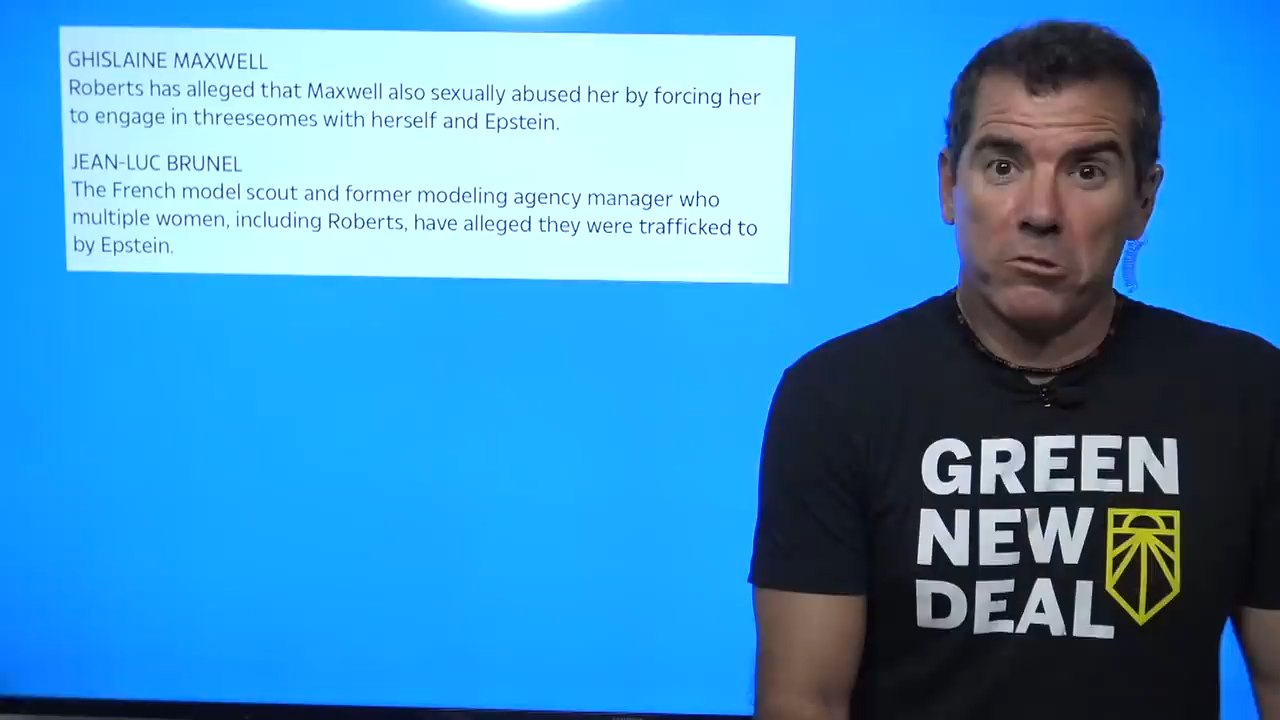 GHISLAINE MAXWELL
Roberts has alleged that Maxwell also sexually abused her by forcing her
to engage in threeseomes with herself and Epstein.
JEAN-LUC BRUNEL
The French model scout and former modeling agency manager who
multiple women, including Roberts, have alleged they were trafficked to
by Epstein.
GREEN
NEW
DEAL